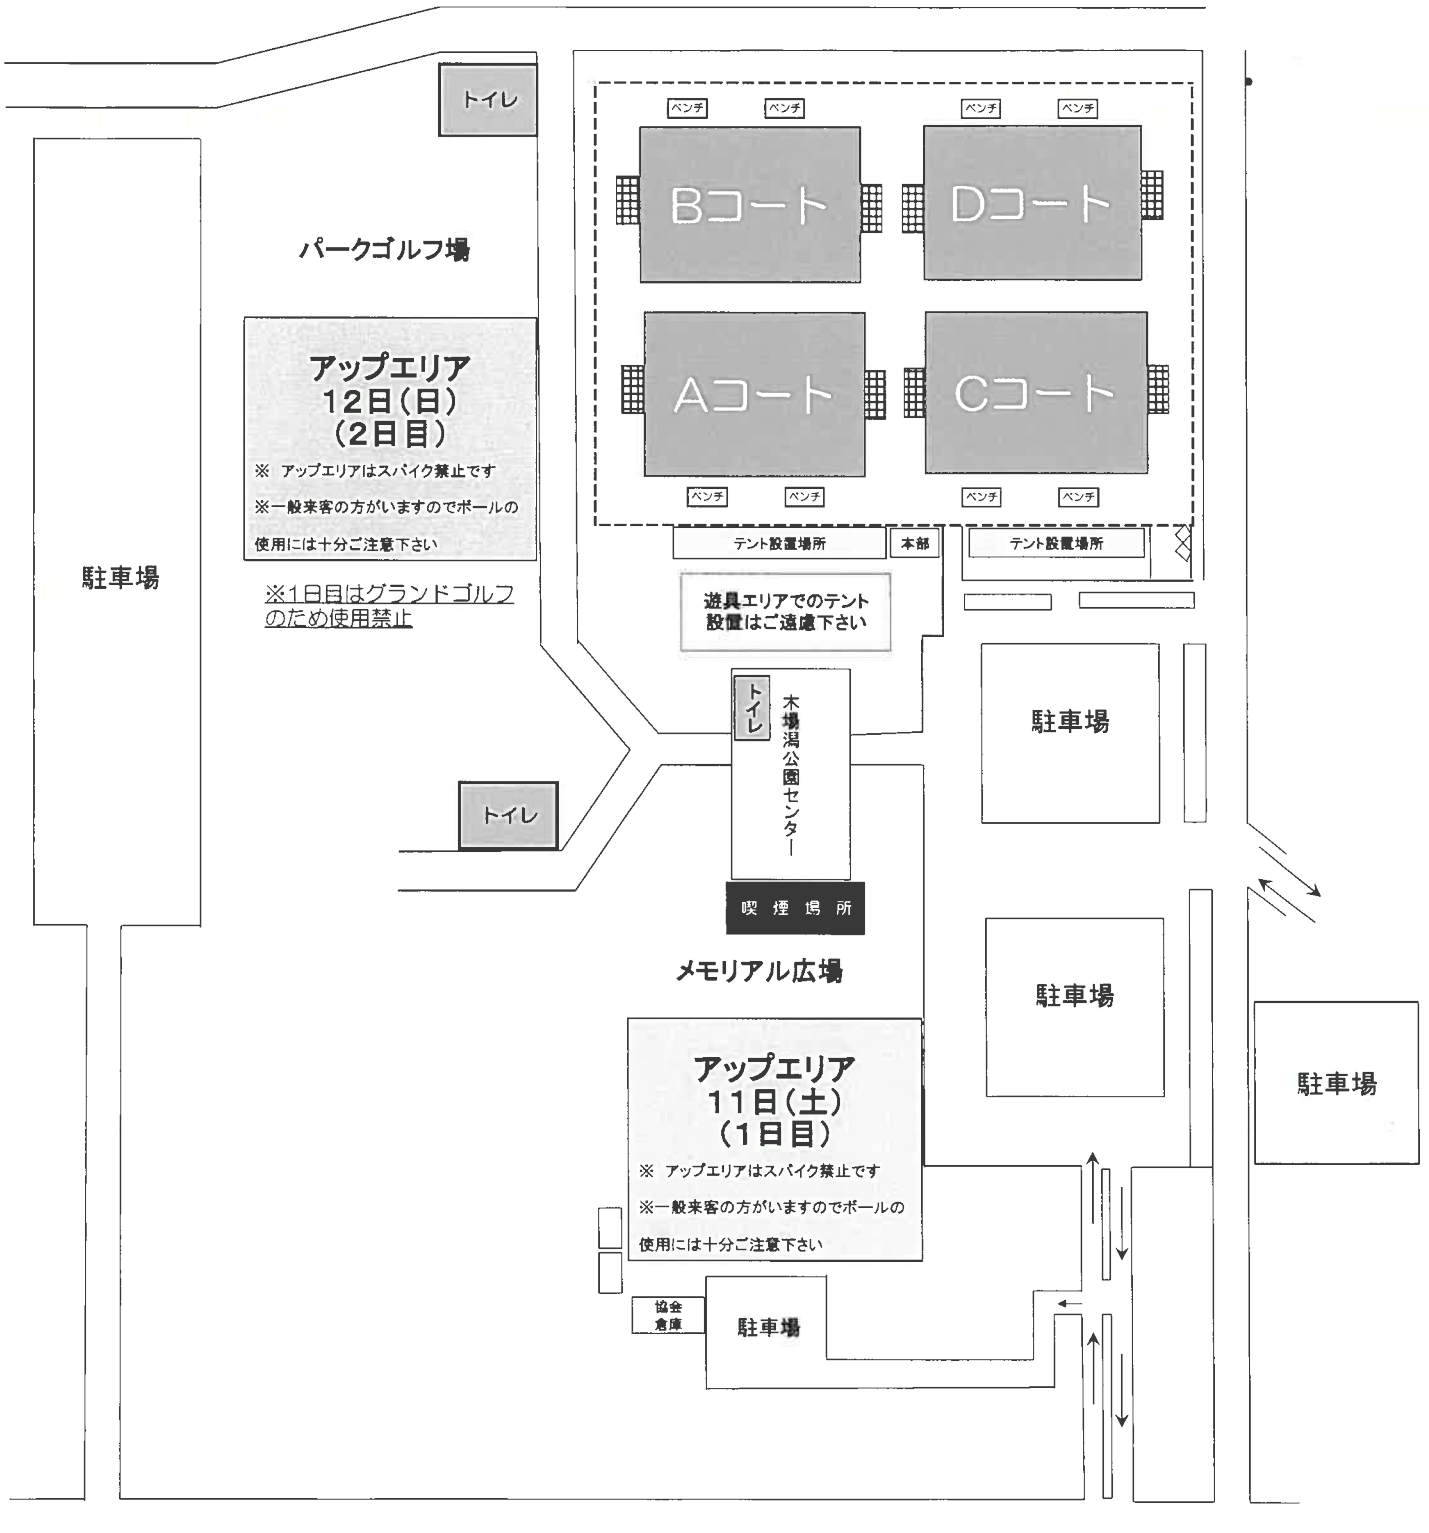 トイレ
ベンチ
ベンチ
ベンチ
ベンチ
Bコート
Dコート
パークゴルフ場
アップエリア
12日(日)
(2日目)
※ アップエリアはスパイク禁止です
※一般来客の方がいますのでボールの
使用には十分ご注意下さい
Aコート
Cコート
ベンチ
ベンチ
ベンチ
ベンチ
テント設置場所
本部
テント設置場所
駐車場
※1日目はグランドゴルフ
のため使用禁止
遊具エリアでのテント
設置はご遠慮下さい
トイレ
木場潟公園センター
駐車場
トイレ
喫煙場所
メモリアル広場
駐車場
アップエリア
11日(土)
(1日目)
※ アップエリアはスパイク禁止です
※一般来客の方がいますのでボールの
使用には十分ご注意下さい
駐車場
協会
倉庫
駐車場